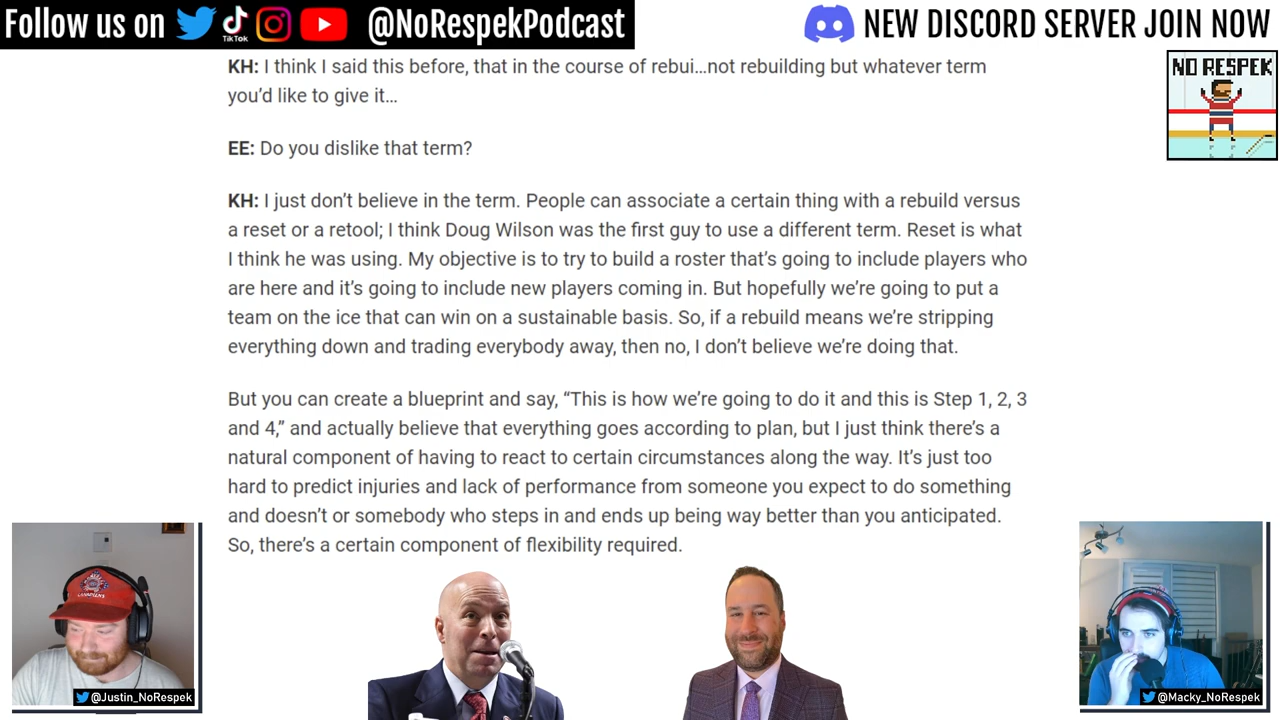 Follow us on TikTok @NoRespekPodcast
NEW DISCORD SERVER JOIN NOW
NO RESPEK
KH: I think I said this before, that in the course of rebui…not rebuilding but whatever term
you’d like to give it…
EE: Do you dislike that term?
KH: I just don’t believe in the term. People can associate a certain thing with a rebuild versus
a reset or a retool; I think Doug Wilson was the first guy to use a different term. Reset is what
I think he was using. My objective is to try to build a roster that’s going to include players who
are here and it’s going to include new players coming in. But hopefully we’re going to put a
team on the ice that can win on a sustainable basis. So, if a rebuild means we’re stripping
everything down and trading everybody away, then no, I don’t believe we’re doing that.
But you can create a blueprint and say, “This is how we’re going to do it and this is Step 1, 2, 3
and 4,” and actually believe that everything goes according to plan, but I just think there’s a
natural component of having to react to certain circumstances along the way. It’s just too
hard to predict injuries and lack of performance from someone you expect to do something
and doesn’t or somebody who steps in and ends up being way better than you anticipated.
So, there’s a certain component of flexibility required.
CANADIENS
@Justin_NoRespek
@Macky_NoRespek